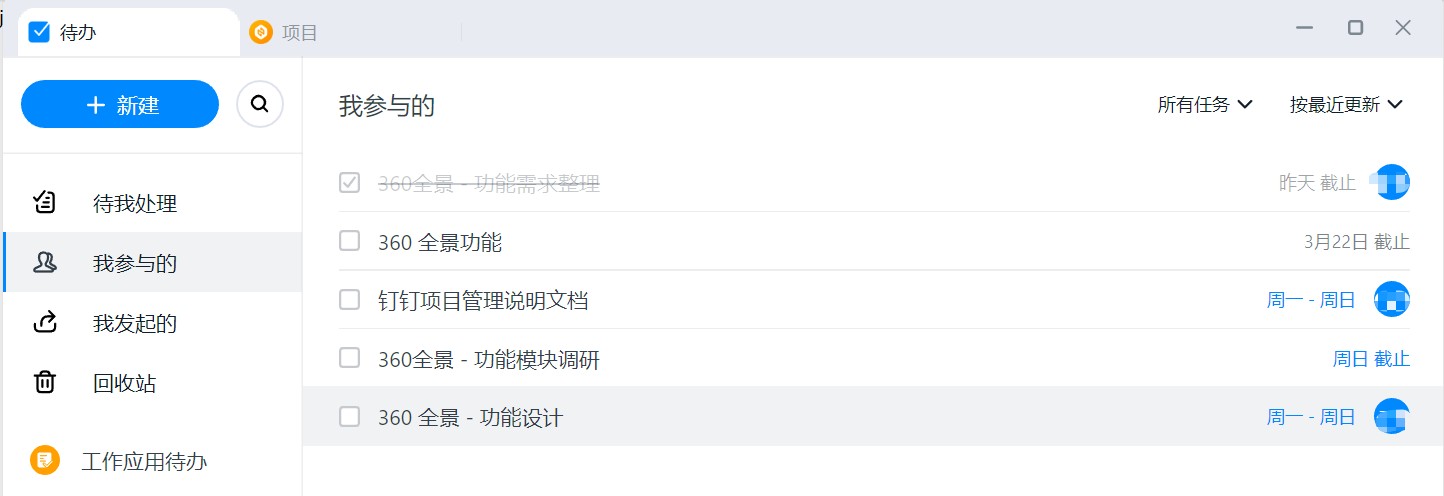 待办
项目
新建
我参与的
所有任务
按最近更新
待我处理
我参与的
我发起的
回收站
工作应用待办
360全景 - 功能需求整理
昨天 截止
360 全景功能
3月22日 截止
钉钉项目管理说明文档
周一 - 周日
360全景 - 功能模块调研
周日 截止
360 全景 - 功能设计
周一 - 周日